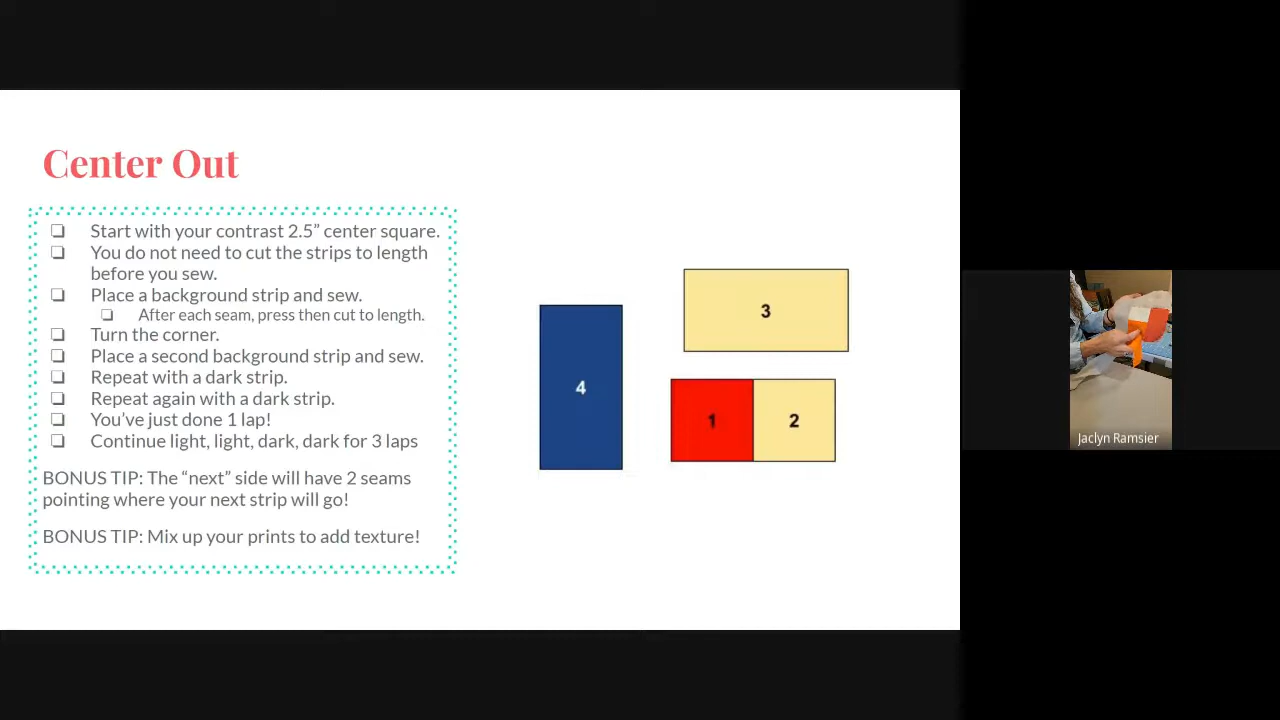 Center Out
❏ Start with your contrast 2.5” center square.
❏ You do not need to cut the strips to length
before you sew.
❏ Place a background strip and sew.
❏ After each seam, press then cut to length.
❏ Turn the corner.
❏ Place a second background strip and sew.
❏ Repeat with a dark strip.
❏ Repeat again with a dark strip.
❏ You’ve just done 1 lap!
❏ Continue light, light, dark, dark for 3 laps
BONUS TIP: The “next” side will have 2 seams
pointing where your next strip will go!
BONUS TIP: Mix up your prints to add texture!
3
4
1 2
Jaclyn Ramsier